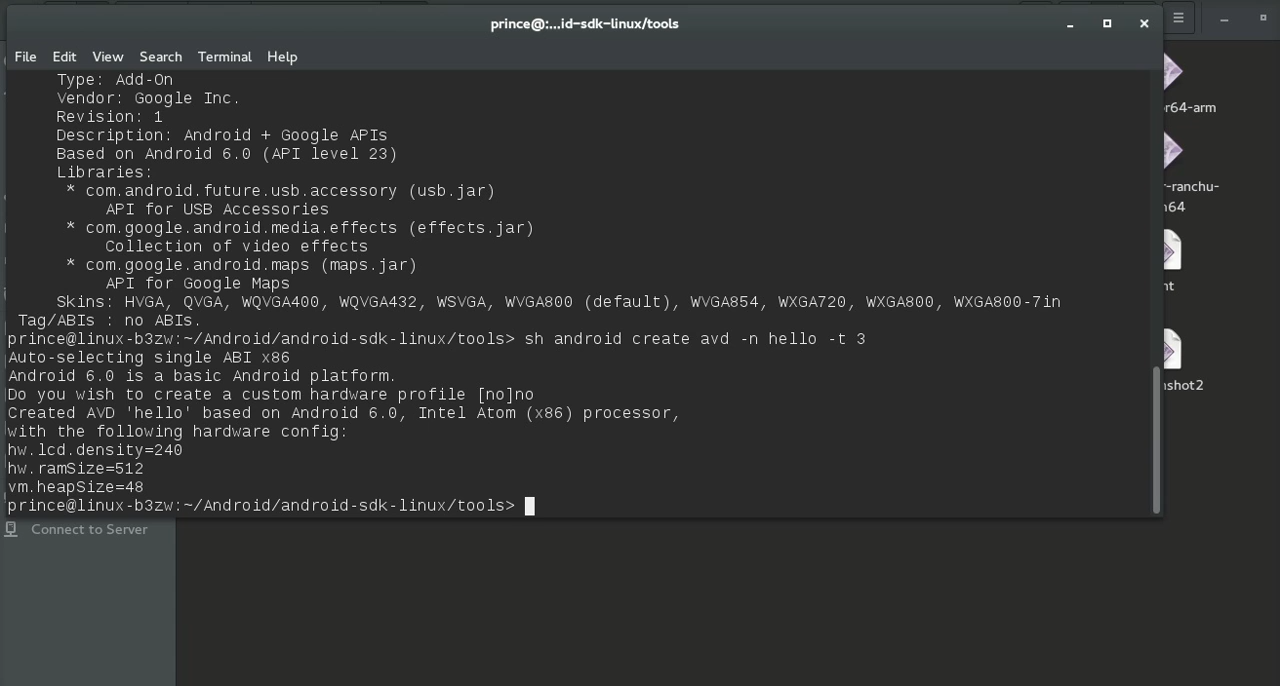 prince@:...id-sdk-linux/tools
File Edit View Search Terminal Help
Type: Add-On
Vendor: Google Inc.
Revision: 1
Description: Android + Google APIs
Based on Android 6.0 (API level 23)
Libraries:
* com.android.future.usb.accessory (usb.jar)
API for USB Accessories
* com.google.android.media.effects (effects.jar)
Collection of video effects
* com.google.android.maps (maps.jar)
API for Google Maps
Skins: HVGA, QVGA, WQVGA400, WQVGA432, WSVGA, WVGA800 (default), WVGA854, WXGA720, WXGA800, WXGA800-7in
Tag/ABIs : no ABIs.
prince@linux-b3zw:~/Android/android-sdk-linux/tools> sh android create avd -n hello -t 3
Auto-selecting single ABI x86
Android 6.0 is a basic Android platform.
Do you wish to create a custom hardware profile [no]no
Created AVD 'hello' based on Android 6.0, Intel Atom (x86) processor,
with the following hardware config:
hw.lcd.density=240
hw.ramSize=512
vm.heapSize=48
prince@linux-b3zw:~/Android/android-sdk-linux/tools>
Connect to Server
r64-arm
r-ranchu-
64
nt
nshot2